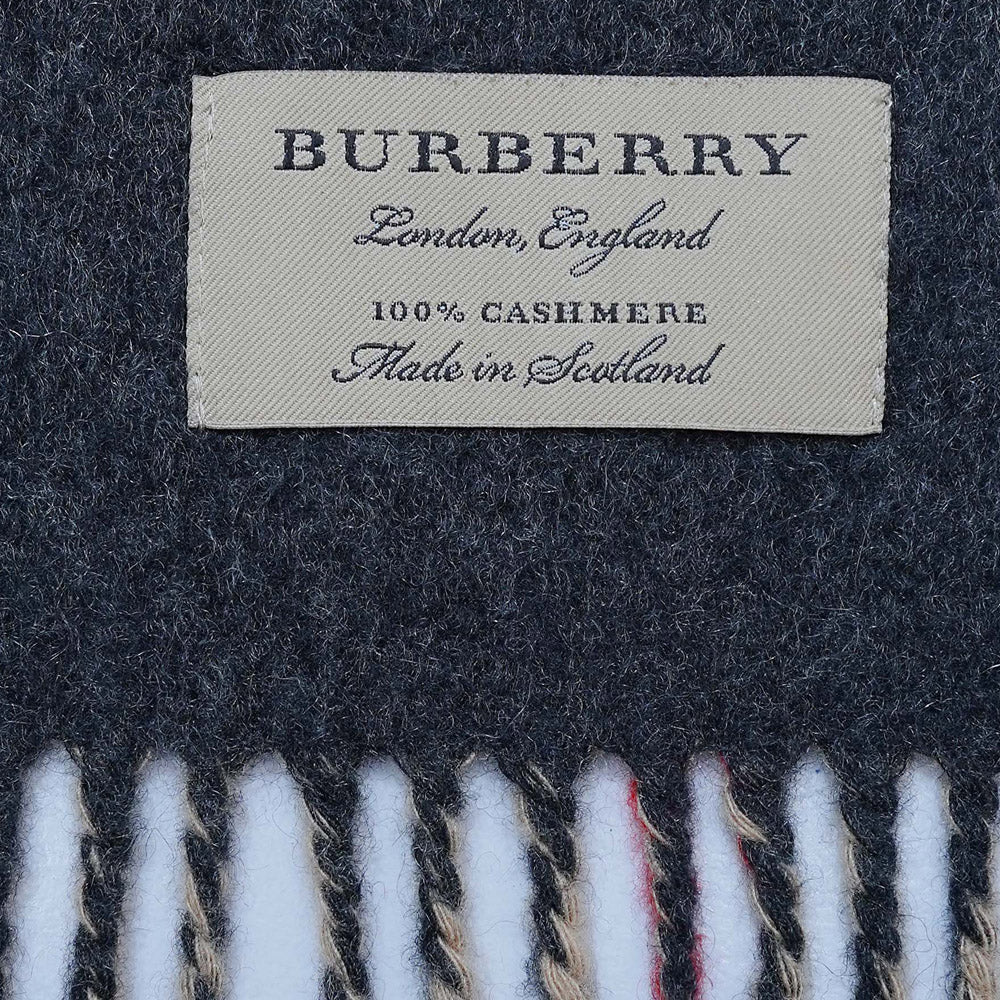 BURBERRY
London, England
100% CASHMERE
Made in Scotland